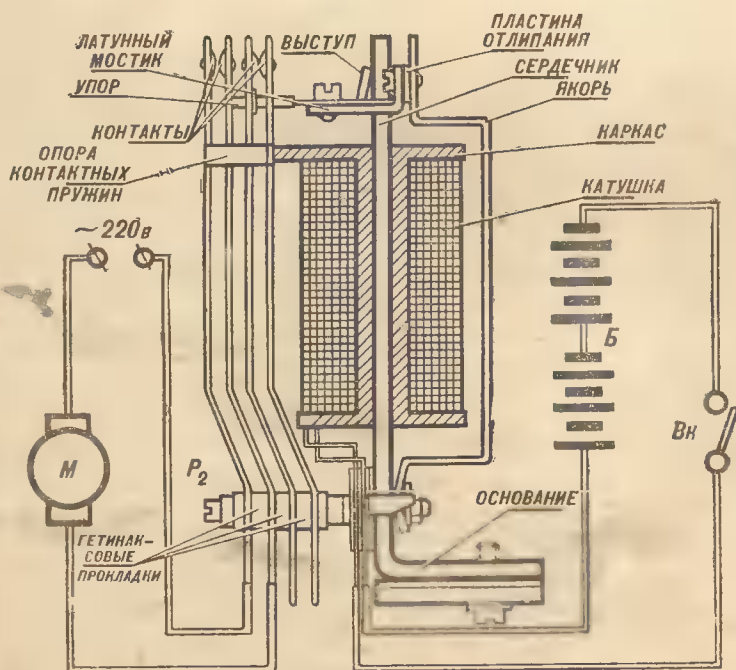 ЛАТУННЫЙ
МОСТИК
ВЫСТУП
ПЛАСТИНА
ОТЛИПАНИЯ
СЕРДЕЧНИК
УПОР
ЯКОРЬ
КОНТАКТЫ
КАРКАС
ОПОРА
КОНТАКТНЫХ
ПРУЖИН
КАТУШКА
~220в
Б
Вк
М
Р2
ОСНОВАНИЕ
ГЕТИНАК-
СОВЫЕ
ПРОКЛАДКИ